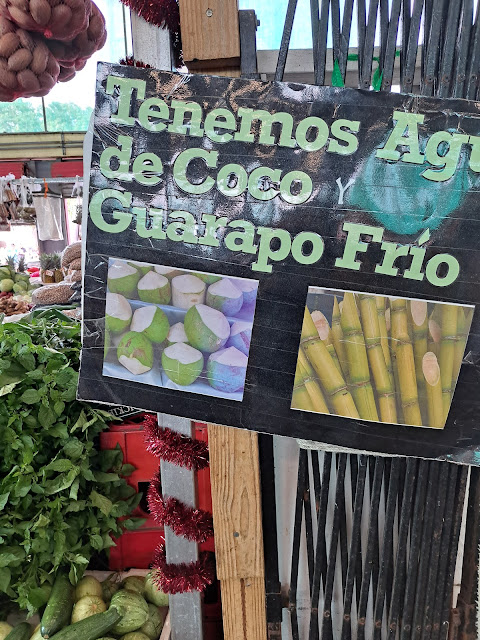 Tenemos Agu
de Coco Y
Guarapo Frío